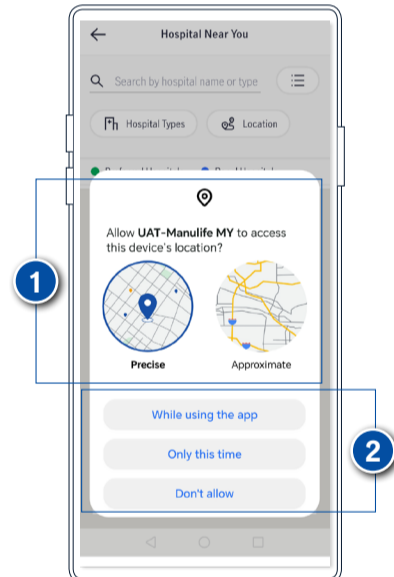 Hospital Near You
Search by hospital name or type
Hospital Types
Location
Allow UAT-Manulife MY to access
this device's location?
Precise
Approximate
1
While using the app
Only this time
Don't allow
2